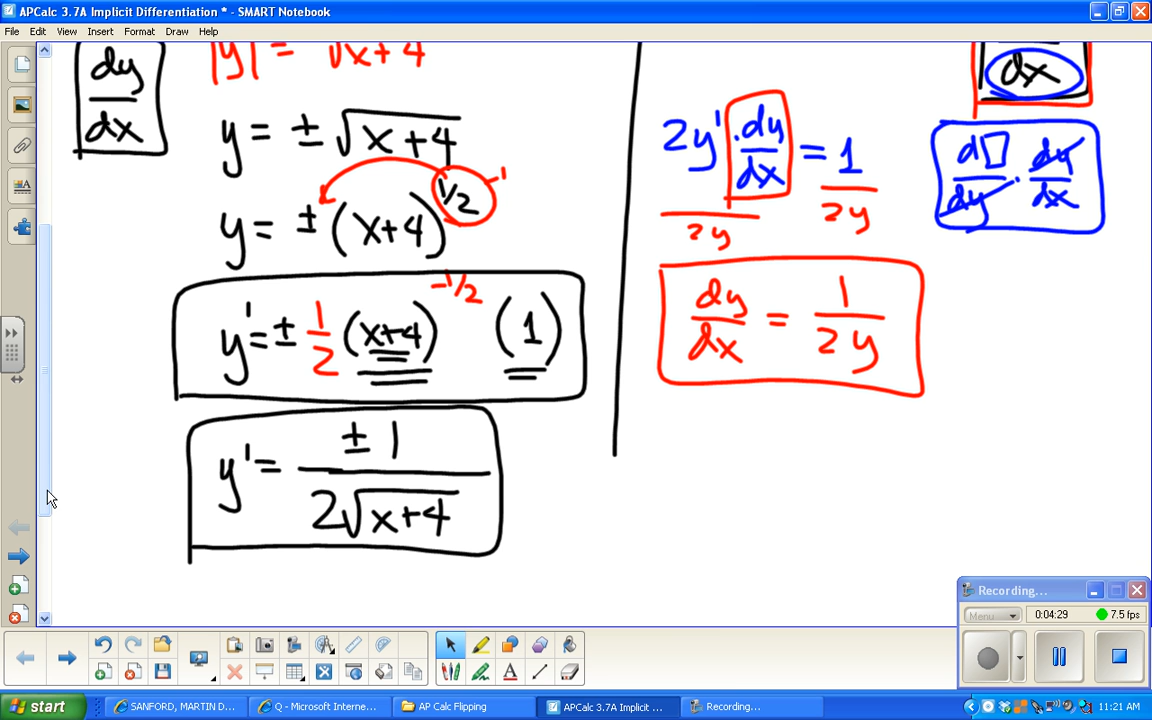 APCalc 3.7A Implicit Differentiation * - SMART Notebook
File Edit View Insert Format Draw Help
dy/dx
|y| = √x+4
y = ± √x+4
y = ± (x+4)^1/2 -1
y' = ± 1/2 (x+4)^-1/2 (1)
y' = ± 1 / 2√x+4
dx
2y^1 · dy/dx = 1
2y 2y
d▯/dy · dy/dx
dy/dx = 1/2y
Recording...
Menu 0:04:29 7.5 fps
start SANFORD, MARTIN D... Q - Microsoft Interne... AP Calc Flipping APCalc 3.7A Implicit ... Recording... 11:21 AM